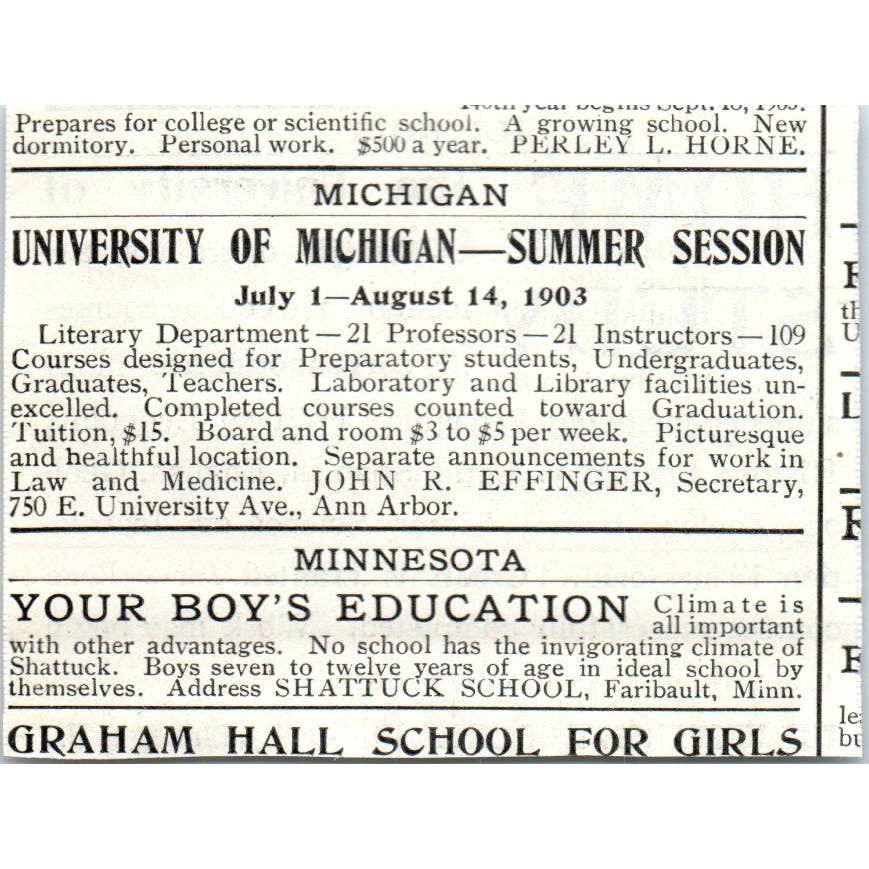 140th year begins Sept. 16, 1903.
Prepares for college or scientific school. A growing school. New
dormitory. Personal work. $500 a year. PERLEY L. HORNE.
MICHIGAN
UNIVERSITY OF MICHIGAN—SUMMER SESSION
July 1—August 14, 1903
Literary Department—21 Professors—21 Instructors—109
Courses designed for Preparatory students, Undergraduates,
Graduates, Teachers. Laboratory and Library facilities un-
excelled. Completed courses counted toward Graduation.
Tuition, $15. Board and room $3 to $5 per week. Picturesque
and healthful location. Separate announcements for work in
Law and Medicine. JOHN R. EFFINGER, Secretary,
750 E. University Ave., Ann Arbor.
MINNESOTA
YOUR BOY'S EDUCATION Climate is
all important
with other advantages. No school has the invigorating climate of
Shattuck. Boys seven to twelve years of age in ideal school by
themselves. Address SHATTUCK SCHOOL, Faribault, Minn.
GRAHAM HALL SCHOOL FOR GIRLS